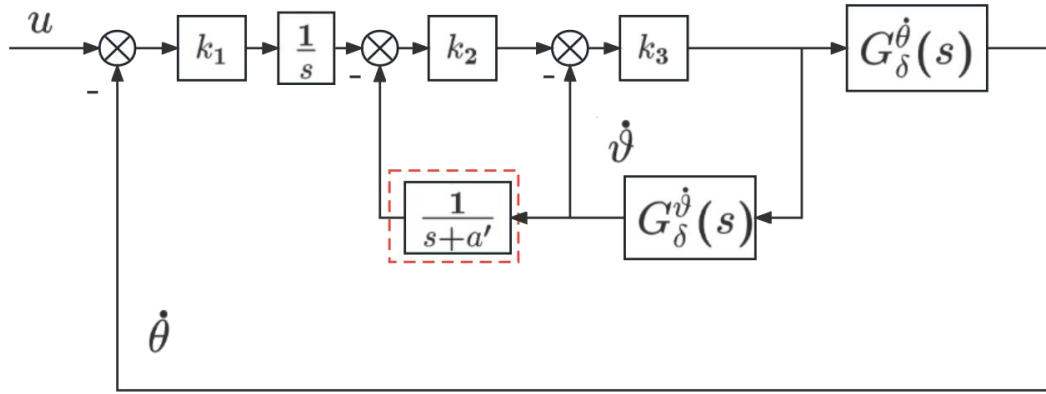 u
-
k₁
1/s
-
k₂
-
k₃
G_δ^θ̇(s)
ϑ̇
1/(s+a′)
G_δ^ϑ̇(s)
θ̇